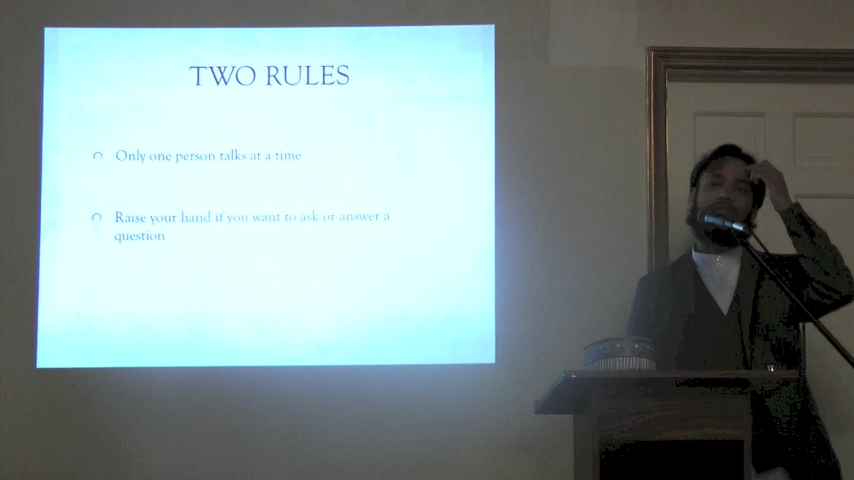 TWO RULES
Only one person talks at a time
Raise your hand if you want to ask or answer a
question